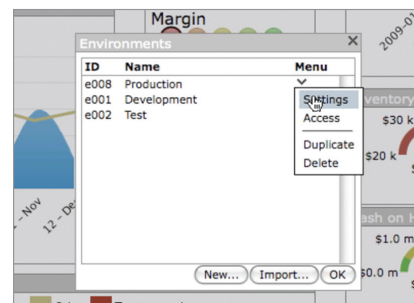 Margin
2009-01
Environments
ID Name Menu
e008 Production
e001 Development
e002 Test
Settings
Access
Duplicate
Delete
ventory
$30 k
$20 k
- Nov
12 - De
ash on H
$1.0 m
$0.0 m
New... Import... OK